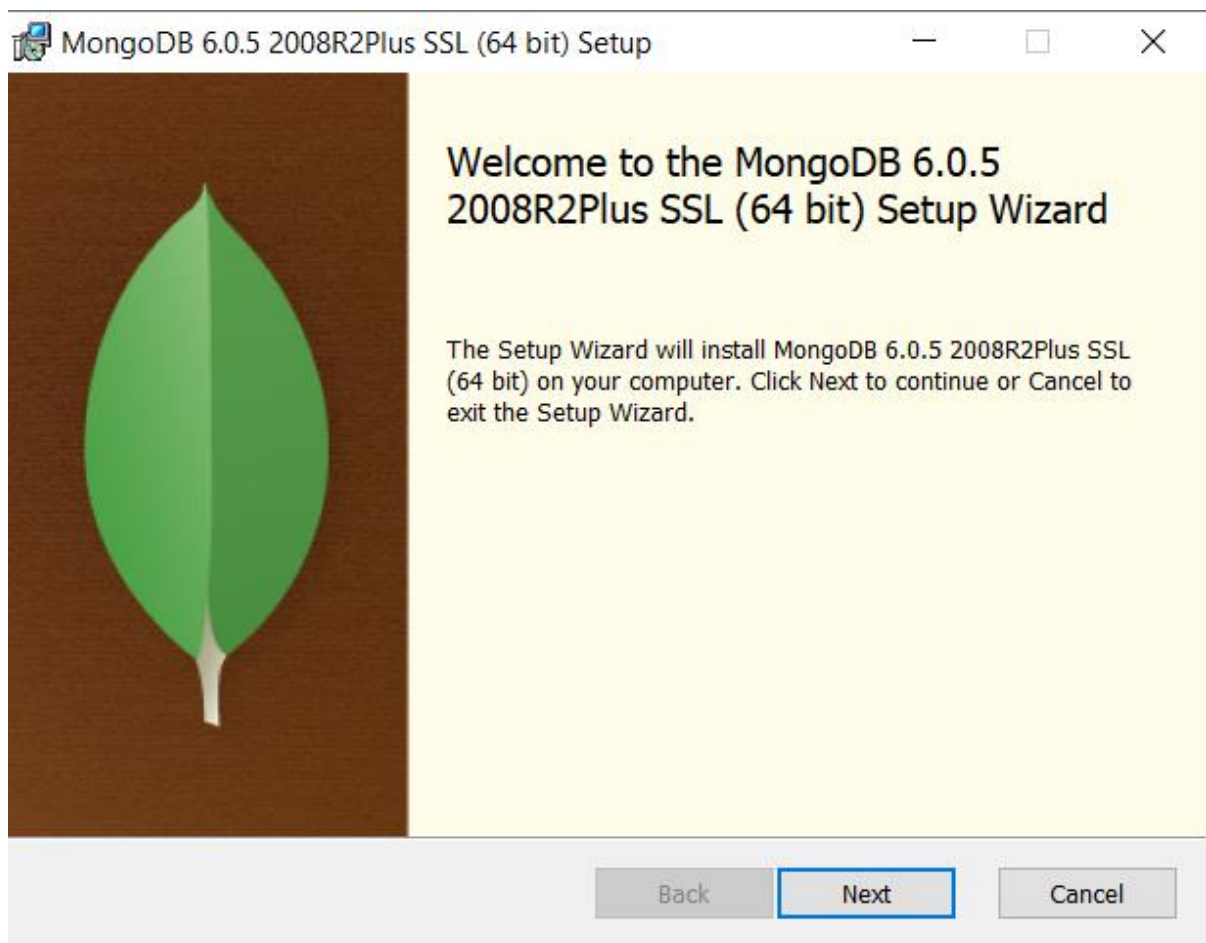 MongoDB 6.0.5 2008R2Plus SSL (64 bit) Setup
Welcome to the MongoDB 6.0.5
2008R2Plus SSL (64 bit) Setup Wizard
The Setup Wizard will install MongoDB 6.0.5 2008R2Plus SSL
(64 bit) on your computer. Click Next to continue or Cancel to
exit the Setup Wizard.
Back Next Cancel